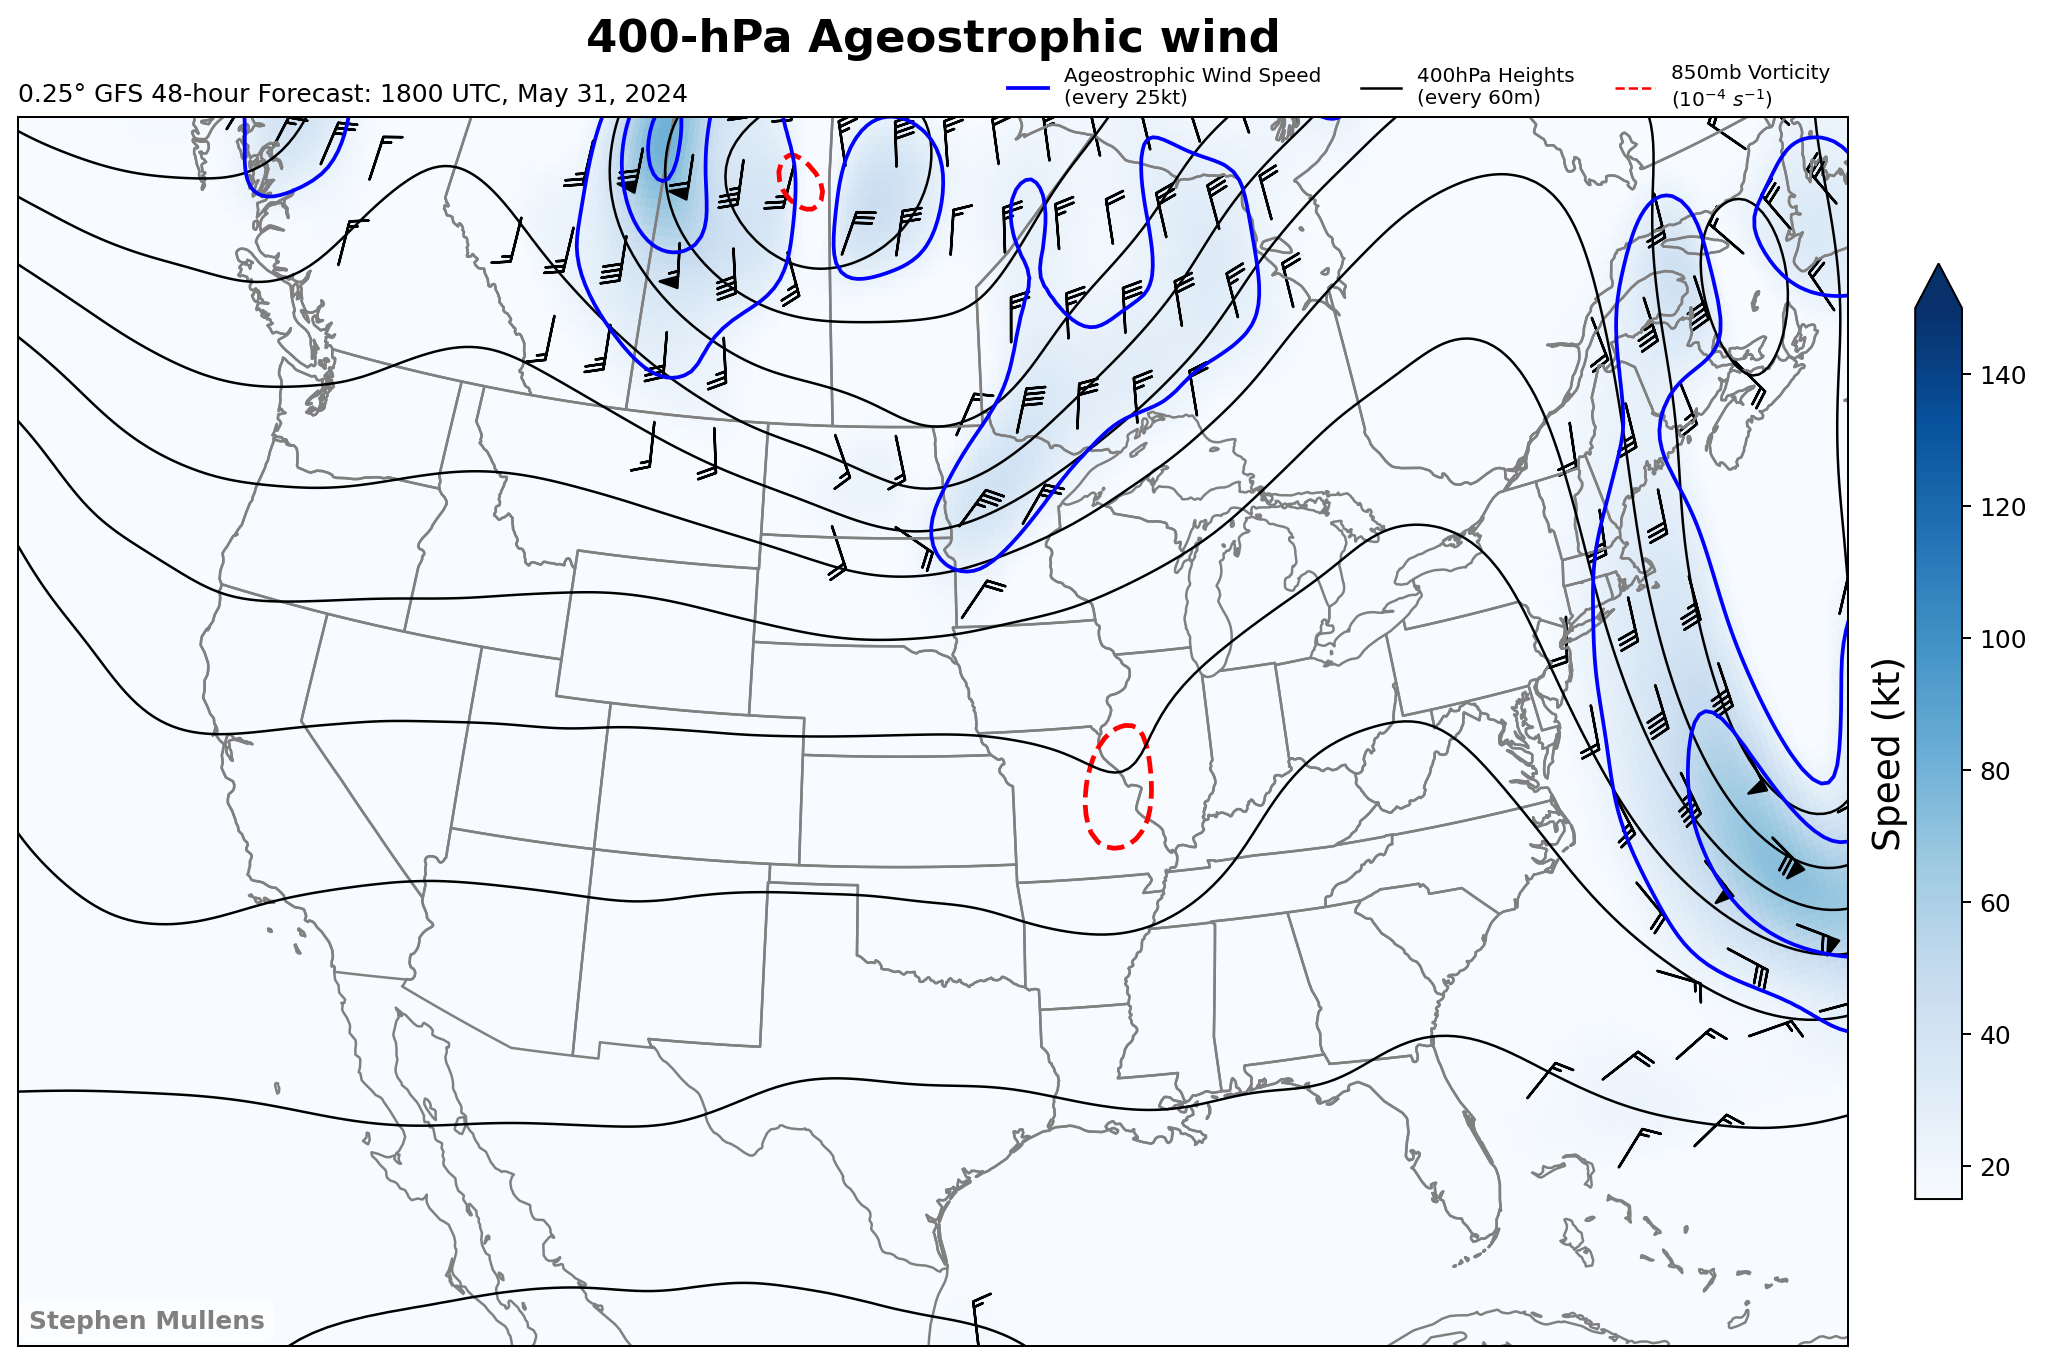 400-hPa Ageostrophic wind
0.25° GFS 48-hour Forecast: 1800 UTC, May 31, 2024
Ageostrophic Wind Speed
(every 25kt)
400hPa Heights
(every 60m)
850mb Vorticity
(10⁻⁴ s⁻¹)
140
120
100
80
60
40
20
Speed (kt)
Stephen Mullens